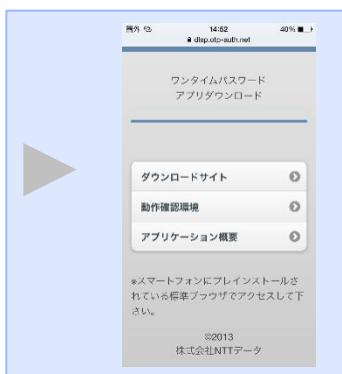 圏外 14:52 40%
dlsp.otp-auth.net
ワンタイムパスワード
アプリダウンロード
ダウンロードサイト
動作確認環境
アプリケーション概要
※スマートフォンにプレインストールさ
れている標準ブラウザでアクセスして下
さい。
©2013
株式会社NTTデータ